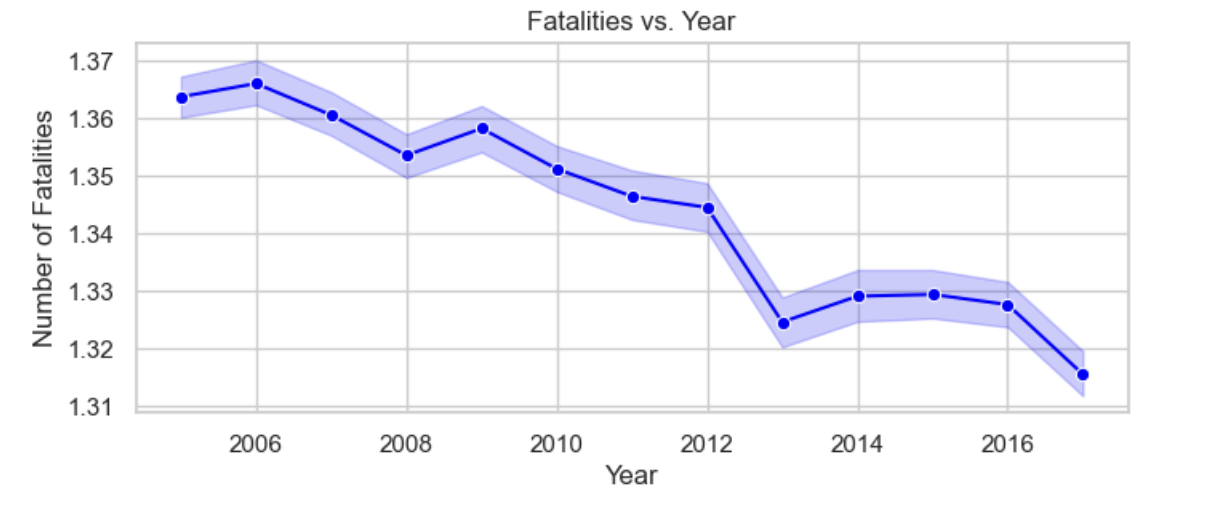 Fatalities vs. Year
Number of Fatalities
1.37
1.36
1.35
1.34
1.33
1.32
1.31
2006 2008 2010 2012 2014 2016
Year